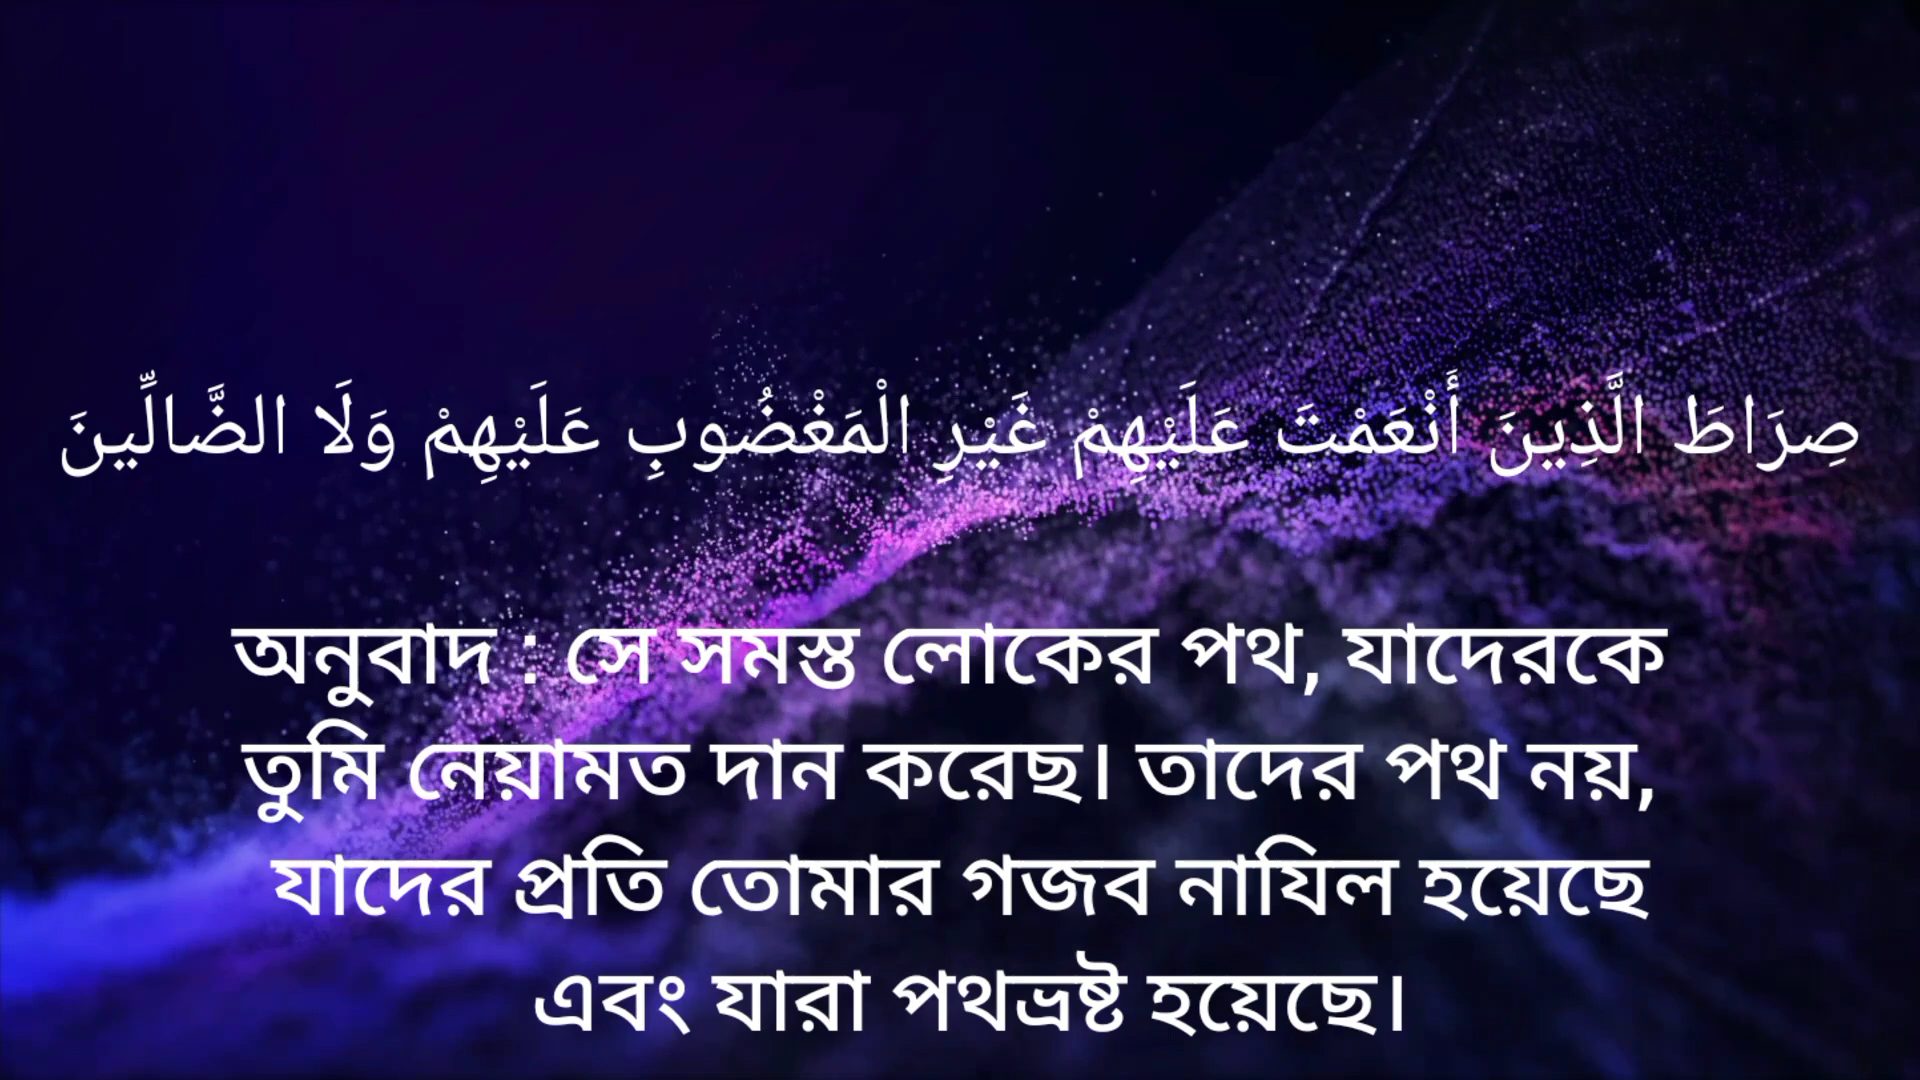 صِرَاطَ الَّذِينَ أَنْعَمْتَ عَلَيْهِمْ غَيْرِ الْمَغْضُوبِ عَلَيْهِمْ وَلَا الضَّالِّينَ
অনুবাদ : সে সমস্ত লোকের পথ, যাদেরকে
তুমি নেয়ামত দান করেছ। তাদের পথ নয়,
যাদের প্রতি তোমার গজব নাযিল হয়েছে
এবং যারা পথভ্রষ্ট হয়েছে।